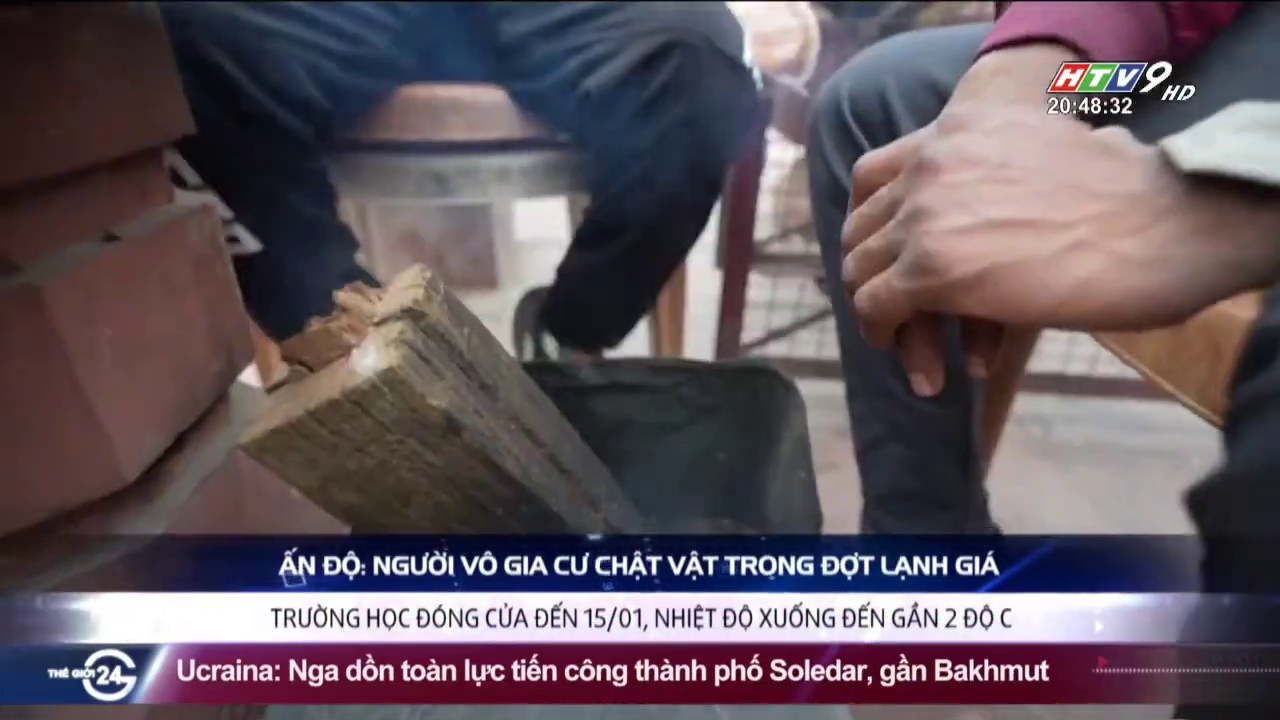 HTV9 HD
20:48:32
ẤN ĐỘ: NGƯỜI VÔ GIA CƯ CHẬT VẬT TRONG ĐỢT LẠNH GIÁ
TRƯỜNG HỌC ĐÓNG CỬA ĐẾN 15/01, NHIỆT ĐỘ XUỐNG ĐẾN GẦN 2 ĐỘ C
THẾ GIỚI 24G
Ucraina: Nga dồn toàn lực tiến công thành phố Soledar, gần Bakhmut